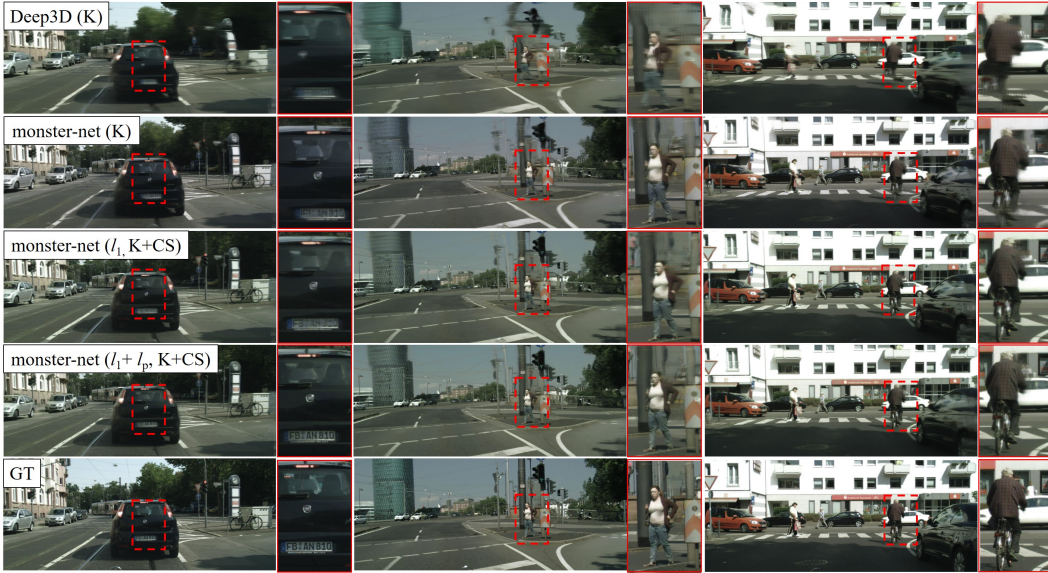 Deep3D (K)
monster-net (K)
monster-net (l₁, K+CS)
monster-net (l₁+ lₚ, K+CS)
FB AN 810
GT
FB AN 810